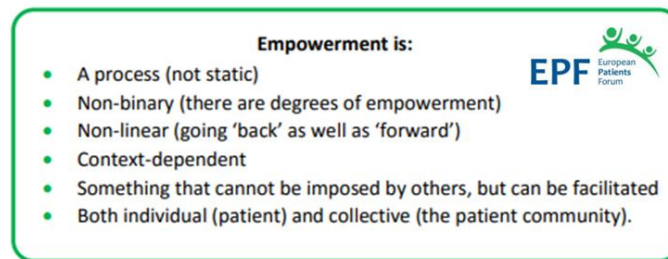 Empowerment is:
EPF European Patients Forum
• A process (not static)
• Non-binary (there are degrees of empowerment)
• Non-linear (going ‘back’ as well as ‘forward’)
• Context-dependent
• Something that cannot be imposed by others, but can be facilitated
• Both individual (patient) and collective (the patient community).